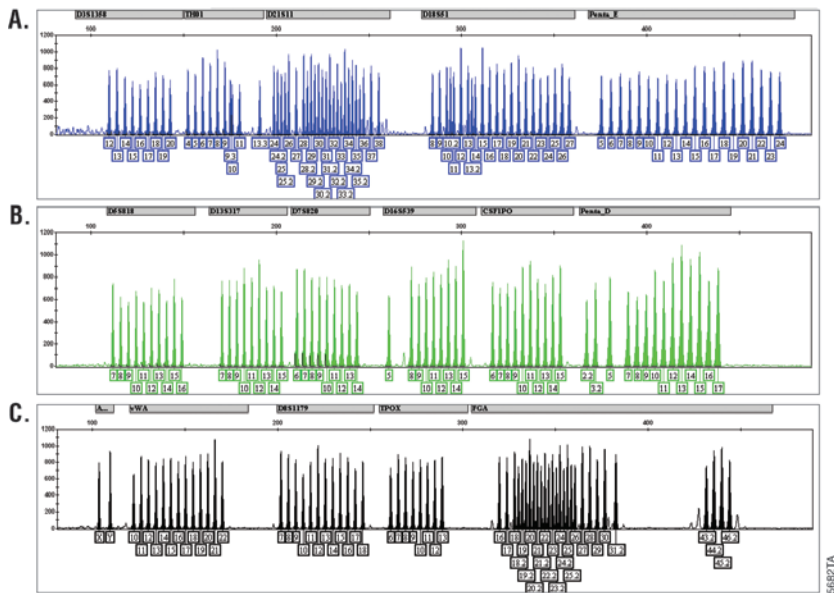 A.
D3S1358 TH01 D21S11 D18S51 Penta_E
100 200 300 400
1200
1000
800
600
400
200
0
12 14 16 18 20 4 5 6 7 8 9 11 13.3 24 26 28 30 32 34 36 38 8 9 10.2 13 15 17 19 21 23 25 27 5 6 7 8 9 10 12 14 16 18 20 22 24
13 15 17 19 9.3 24.2 27 29 31 33 35 37 10 12 14 16 18 20 22 24 26 11 13 15 17 19 21 23
10 25 28.2 31.2 34.2 11 13.2
25.2 29.2 32.2 35.2
30.2 33.2
B.
D5S818 D13S317 D7S820 D16S539 CSF1PO Penta_D
100 200 300 400
1200
1000
800
600
400
200
0
7 8 9 11 13 15 7 8 9 11 13 15 6 7 8 9 11 13 5 8 9 11 13 15 6 7 8 9 11 13 15 2.2 5 7 8 9 10 12 14 16
10 12 14 16 10 12 14 10 12 14 10 12 14 10 12 14 3.2 11 13 15 17
C.
A... vWA D8S1179 TPOX FGA
100 200 300 400
1200
1000
800
600
400
200
0
X Y 10 12 14 16 18 20 22 7 8 9 11 13 15 17 6 7 8 9 11 13 16 18 20 22 24 26 28 30 43.2 46.2
11 13 15 17 19 21 10 12 14 16 18 10 12 17 19 21 23 25 27 29 31.2 44.2
18.2 21.2 24.2 45.2
19.2 22.2 25.2
20.2 23.2
5682TA